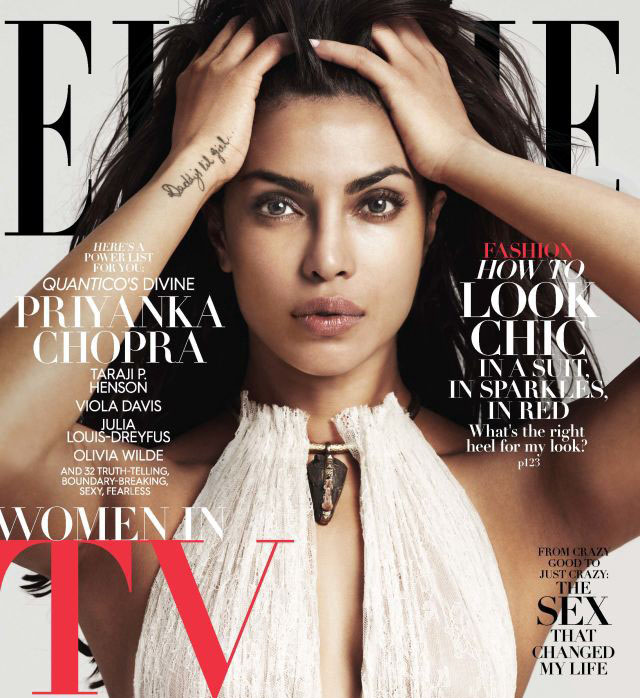 ELLE
Daddy's lil girl...
HERE'S A
POWER LIST
FOR YOU:
QUANTICO'S DIVINE
PRIYANKA
CHOPRA
TARAJI P.
HENSON
VIOLA DAVIS
JULIA
LOUIS-DREYFUS
OLIVIA WILDE
AND 32 TRUTH-TELLING,
BOUNDARY-BREAKING,
SEXY, FEARLESS
WOMEN IN
TV
FASHION
HOW TO
LOOK
CHIC
IN A SUIT,
IN SPARKLES,
IN RED
What's the right
heel for my look?
p123
FROM CRAZY
GOOD TO
JUST CRAZY:
THE
SEX
THAT
CHANGED
MY LIFE